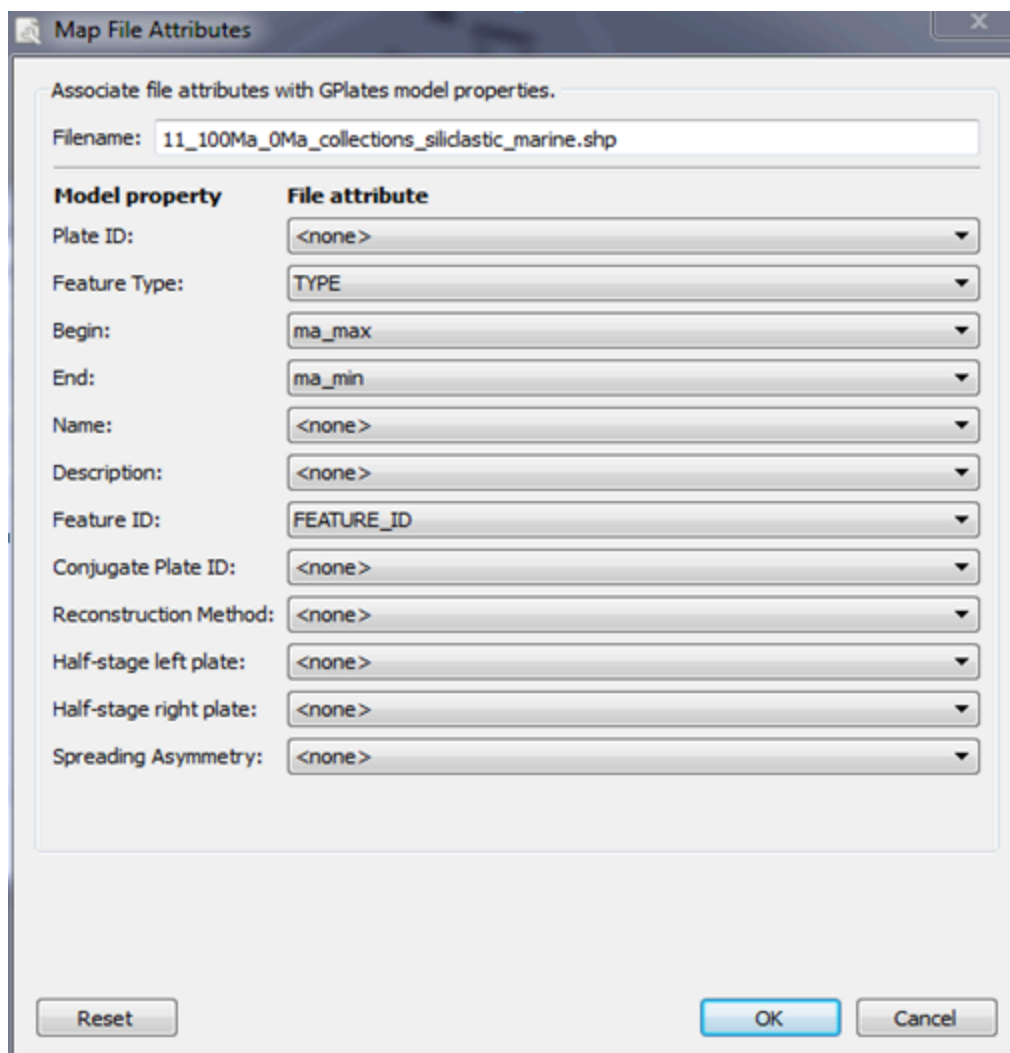 Map File Attributes
Associate file attributes with GPlates model properties.
Filename: 11_100Ma_0Ma_collections_siliclastic_marine.shp
Model property File attribute
Plate ID: <none>
Feature Type: TYPE
Begin: ma_max
End: ma_min
Name: <none>
Description: <none>
Feature ID: FEATURE_ID
Conjugate Plate ID: <none>
Reconstruction Method: <none>
Half-stage left plate: <none>
Half-stage right plate: <none>
Spreading Asymmetry: <none>
Reset OK Cancel